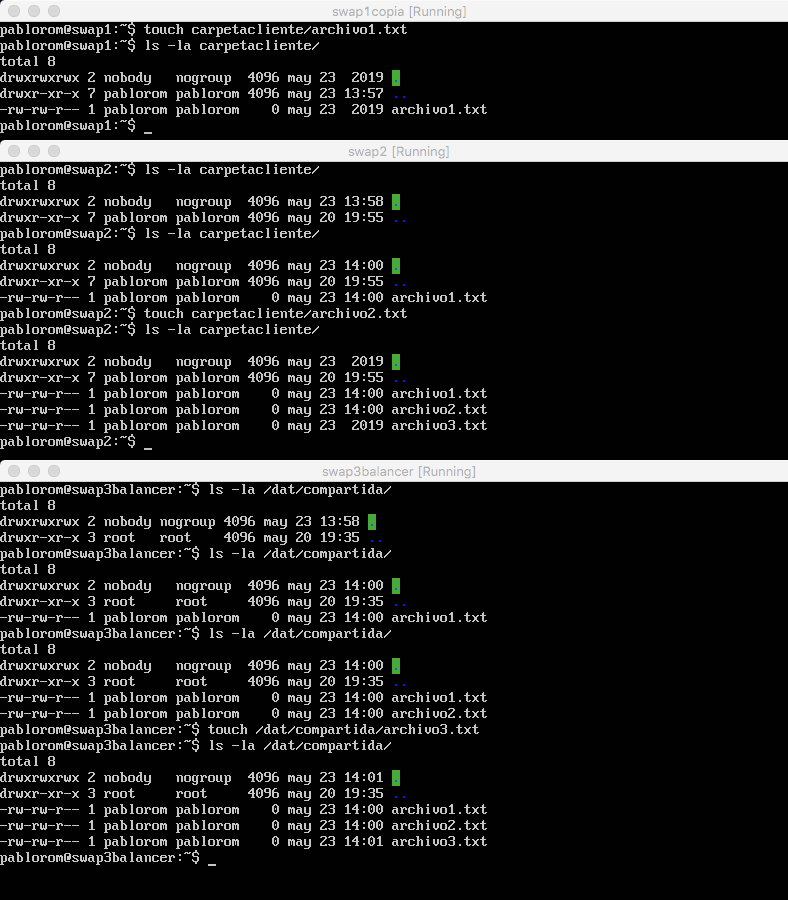 swap1copia [Running]
pablorom@swap1:~$ touch carpetacliente/archivo1.txt
pablorom@swap1:~$ ls -la carpetacliente/
total 8
drwxrwxrwx 2 nobody   nogroup  4096 may 23  2019 .
drwxr-xr-x 7 pablorom pablorom 4096 may 23 13:57 ..
-rw-rw-r-- 1 pablorom pablorom    0 may 23  2019 archivo1.txt
pablorom@swap1:~$ _
swap2 [Running]
pablorom@swap2:~$ ls -la carpetacliente/
total 8
drwxrwxrwx 2 nobody   nogroup  4096 may 23 13:58 .
drwxr-xr-x 7 pablorom pablorom 4096 may 20 19:55 ..
pablorom@swap2:~$ ls -la carpetacliente/
total 8
drwxrwxrwx 2 nobody   nogroup  4096 may 23 14:00 .
drwxr-xr-x 7 pablorom pablorom 4096 may 20 19:55 ..
-rw-rw-r-- 1 pablorom pablorom    0 may 23 14:00 archivo1.txt
pablorom@swap2:~$ touch carpetacliente/archivo2.txt
pablorom@swap2:~$ ls -la carpetacliente/
total 8
drwxrwxrwx 2 nobody   nogroup  4096 may 23  2019 .
drwxr-xr-x 7 pablorom pablorom 4096 may 20 19:55 ..
-rw-rw-r-- 1 pablorom pablorom    0 may 23 14:00 archivo1.txt
-rw-rw-r-- 1 pablorom pablorom    0 may 23 14:00 archivo2.txt
-rw-rw-r-- 1 pablorom pablorom    0 may 23  2019 archivo3.txt
pablorom@swap2:~$ _
swap3balancer [Running]
pablorom@swap3balancer:~$ ls -la /dat/compartida/
total 8
drwxrwxrwx 2 nobody nogroup 4096 may 23 13:58 .
drwxr-xr-x 3 root   root    4096 may 20 19:35 ..
pablorom@swap3balancer:~$ ls -la /dat/compartida/
total 8
drwxrwxrwx 2 nobody   nogroup  4096 may 23 14:00 .
drwxr-xr-x 3 root     root     4096 may 20 19:35 ..
-rw-rw-r-- 1 pablorom pablorom    0 may 23 14:00 archivo1.txt
pablorom@swap3balancer:~$ ls -la /dat/compartida/
total 8
drwxrwxrwx 2 nobody   nogroup  4096 may 23 14:00 .
drwxr-xr-x 3 root     root     4096 may 20 19:35 ..
-rw-rw-r-- 1 pablorom pablorom    0 may 23 14:00 archivo1.txt
-rw-rw-r-- 1 pablorom pablorom    0 may 23 14:00 archivo2.txt
pablorom@swap3balancer:~$ touch /dat/compartida/archivo3.txt
pablorom@swap3balancer:~$ ls -la /dat/compartida/
total 8
drwxrwxrwx 2 nobody   nogroup  4096 may 23 14:01 .
drwxr-xr-x 3 root     root     4096 may 20 19:35 ..
-rw-rw-r-- 1 pablorom pablorom    0 may 23 14:00 archivo1.txt
-rw-rw-r-- 1 pablorom pablorom    0 may 23 14:00 archivo2.txt
-rw-rw-r-- 1 pablorom pablorom    0 may 23 14:01 archivo3.txt
pablorom@swap3balancer:~$ _